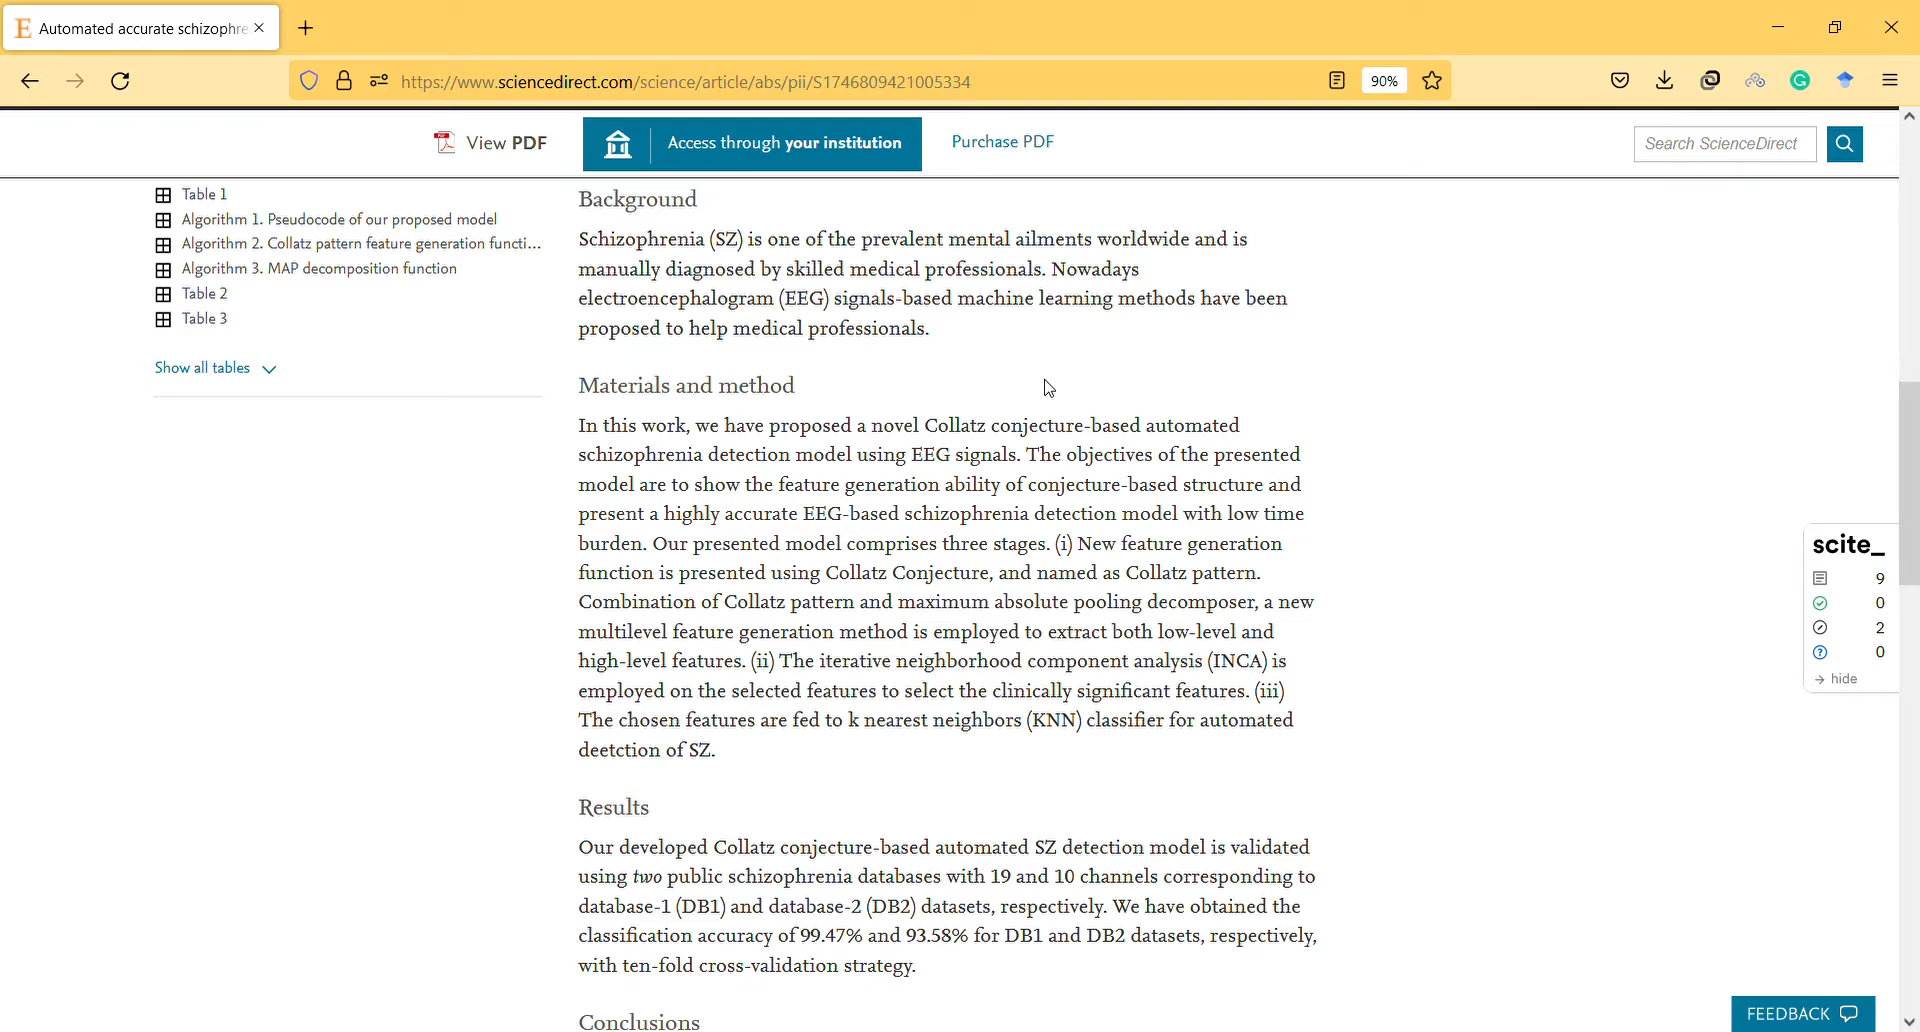 Automated accurate schizophre
https://www.sciencedirect.com/science/article/abs/pii/S1746809421005334
90%
View PDF
Access through your institution
Purchase PDF
Search ScienceDirect
Table 1
Algorithm 1. Pseudocode of our proposed model
Algorithm 2. Collatz pattern feature generation functi...
Algorithm 3. MAP decomposition function
Table 2
Table 3
Show all tables
Background
Schizophrenia (SZ) is one of the prevalent mental ailments worldwide and is
manually diagnosed by skilled medical professionals. Nowadays
electroencephalogram (EEG) signals-based machine learning methods have been
proposed to help medical professionals.
Materials and method
In this work, we have proposed a novel Collatz conjecture-based automated
schizophrenia detection model using EEG signals. The objectives of the presented
model are to show the feature generation ability of conjecture-based structure and
present a highly accurate EEG-based schizophrenia detection model with low time
burden. Our presented model comprises three stages. (i) New feature generation
function is presented using Collatz Conjecture, and named as Collatz pattern.
Combination of Collatz pattern and maximum absolute pooling decomposer, a new
multilevel feature generation method is employed to extract both low-level and
high-level features. (ii) The iterative neighborhood component analysis (INCA) is
employed on the selected features to select the clinically significant features. (iii)
The chosen features are fed to k nearest neighbors (KNN) classifier for automated
deetction of SZ.
Results
Our developed Collatz conjecture-based automated SZ detection model is validated
using two public schizophrenia databases with 19 and 10 channels corresponding to
database-1 (DB1) and database-2 (DB2) datasets, respectively. We have obtained the
classification accuracy of 99.47% and 93.58% for DB1 and DB2 datasets, respectively,
with ten-fold cross-validation strategy.
Conclusions
scite_
9
0
2
0
hide
FEEDBACK